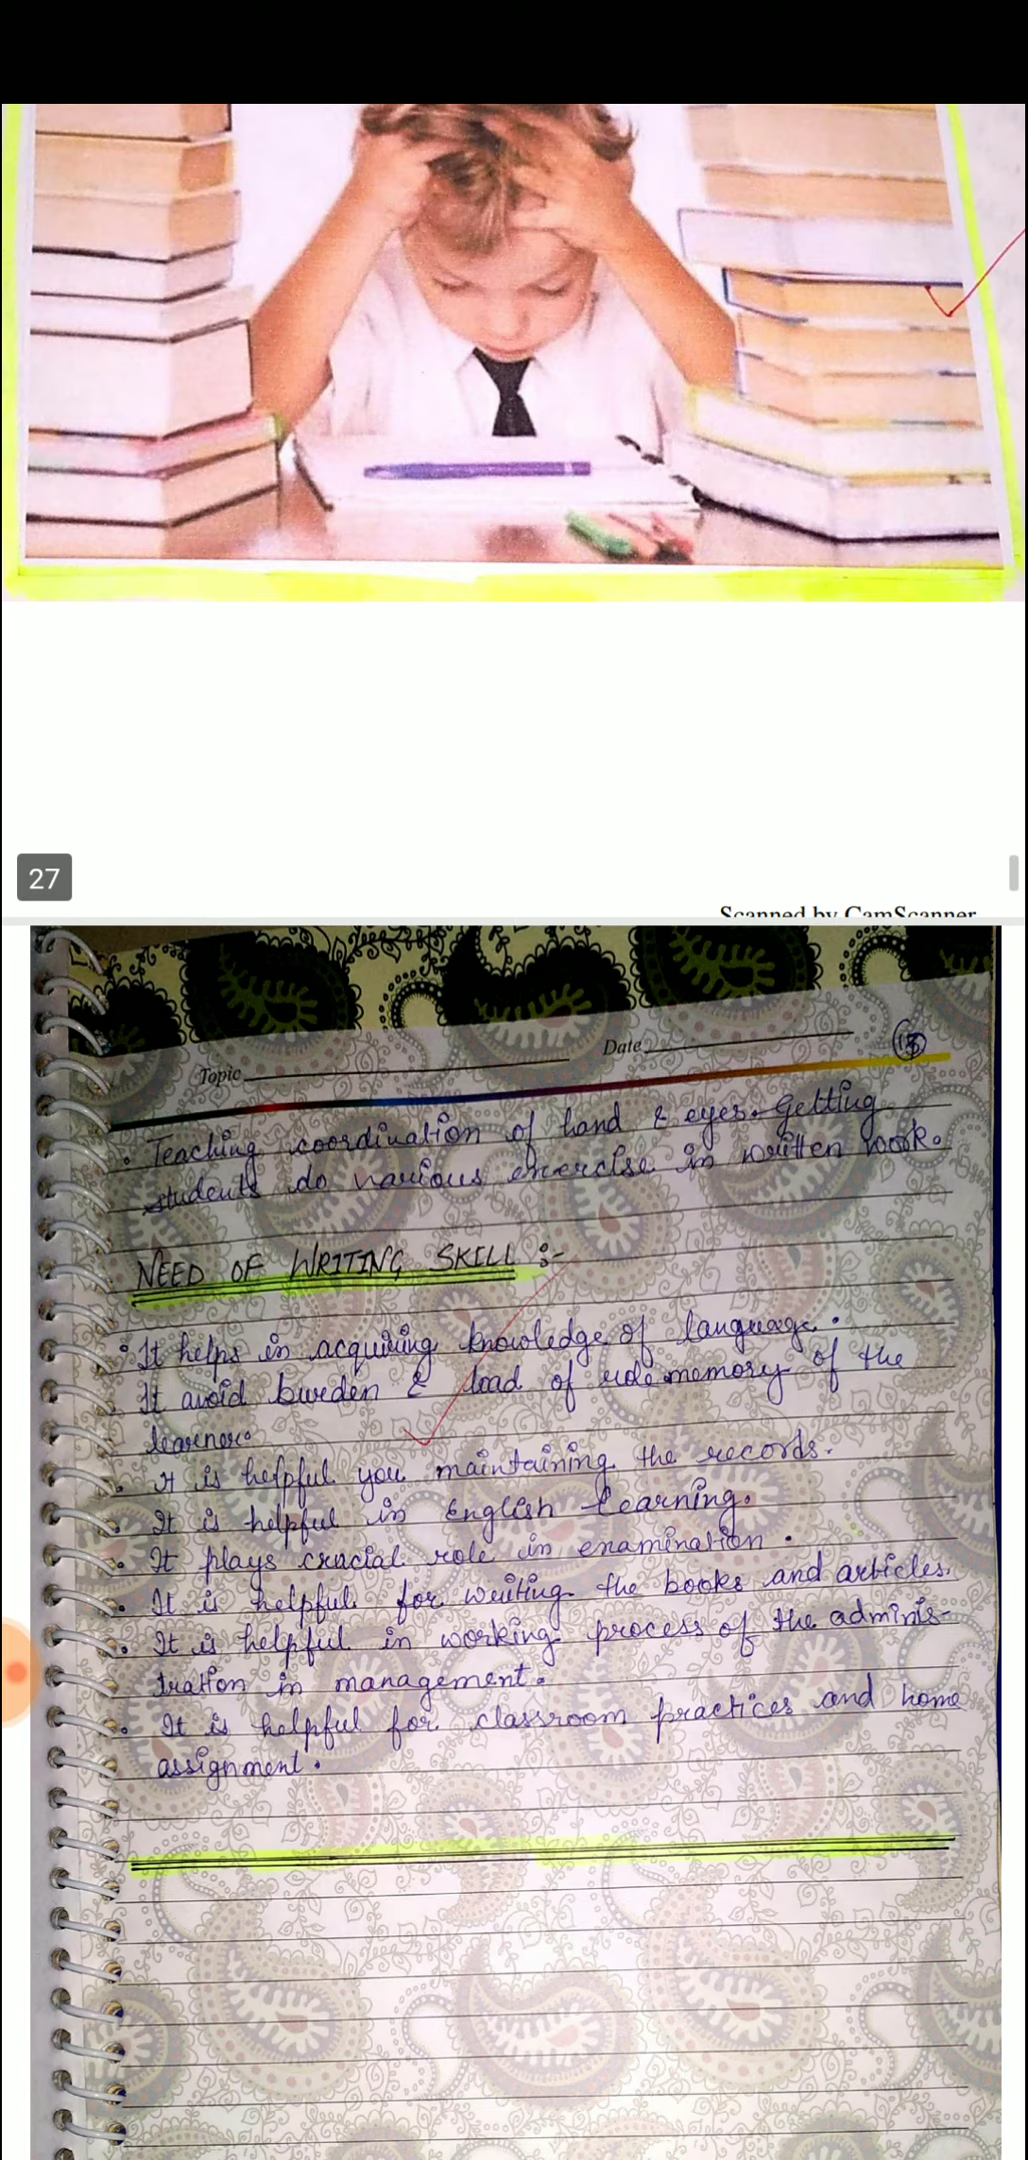 27
Scanned by CamScanner
Date
Topic
• Teaching coordination of hand & eyes. Getting
students do various exercise in written work.
NEED OF WRITING SKILL :-
• It helps in acquiring knowledge of language.
• It avoid burden & load of memory of the
learner.
• It is helpful you maintaining the records.
• It is helpful in English learning.
• It plays crucial role in examination.
• It is helpful for writing the books and articles.
• It is helpful in working process of the adminis-
tration in management.
• It is helpful for classroom practices and home
assignment.